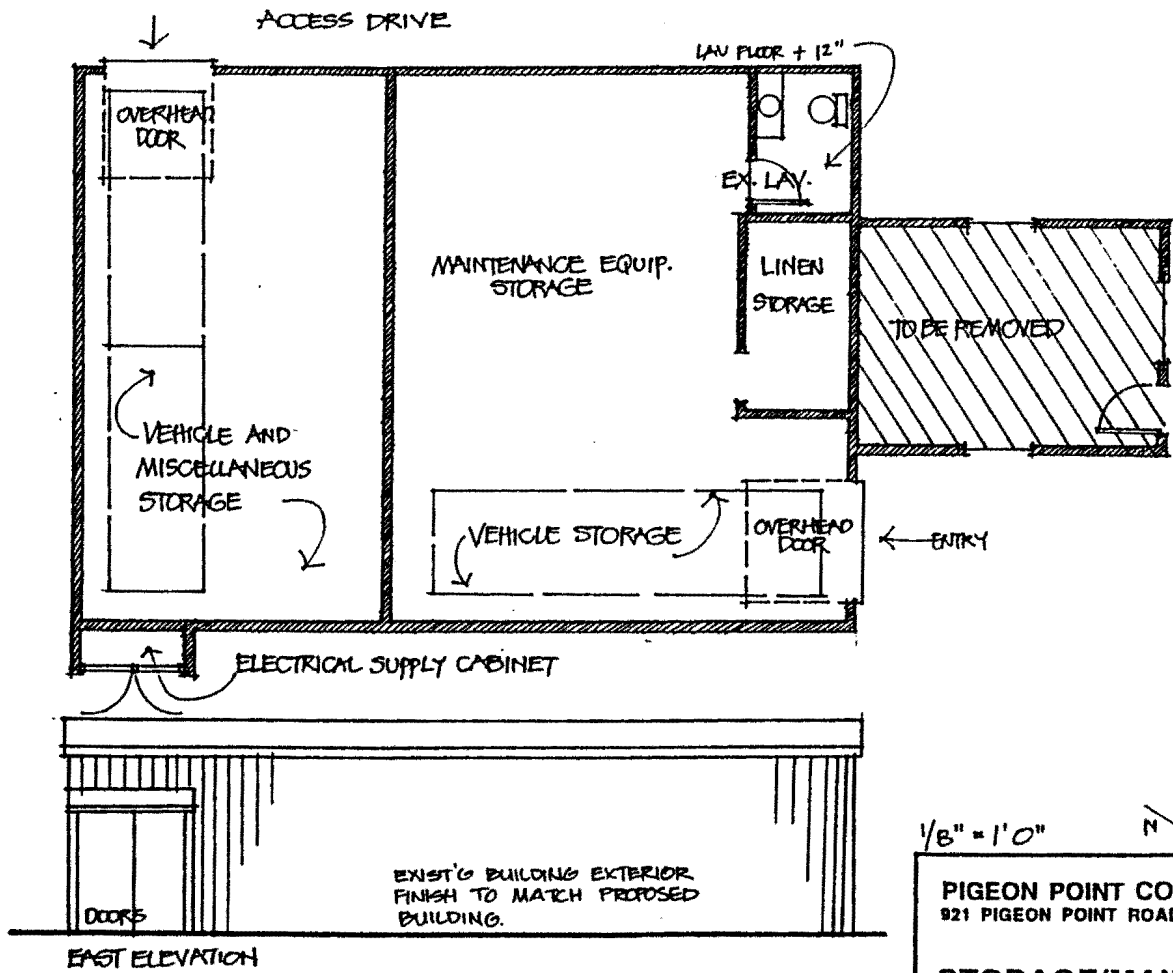 ACCESS DRIVE
LAV FLOOR + 12"
OVERHEAD
DOOR
EX. LAV.
MAINTENANCE EQUIP.
STORAGE
LINEN
STORAGE
TO BE REMOVED
VEHICLE AND
MISCELLANEOUS
STORAGE
VEHICLE STORAGE
OVERHEAD
DOOR
ENTRY
ELECTRICAL SUPPLY CABINET
EXIST'G BUILDING EXTERIOR
FINISH TO MATCH PROPOSED
BUILDING.
DOORS
EAST ELEVATION
1/8" = 1'0"
N
PIGEON POINT CO
921 PIGEON POINT ROAD